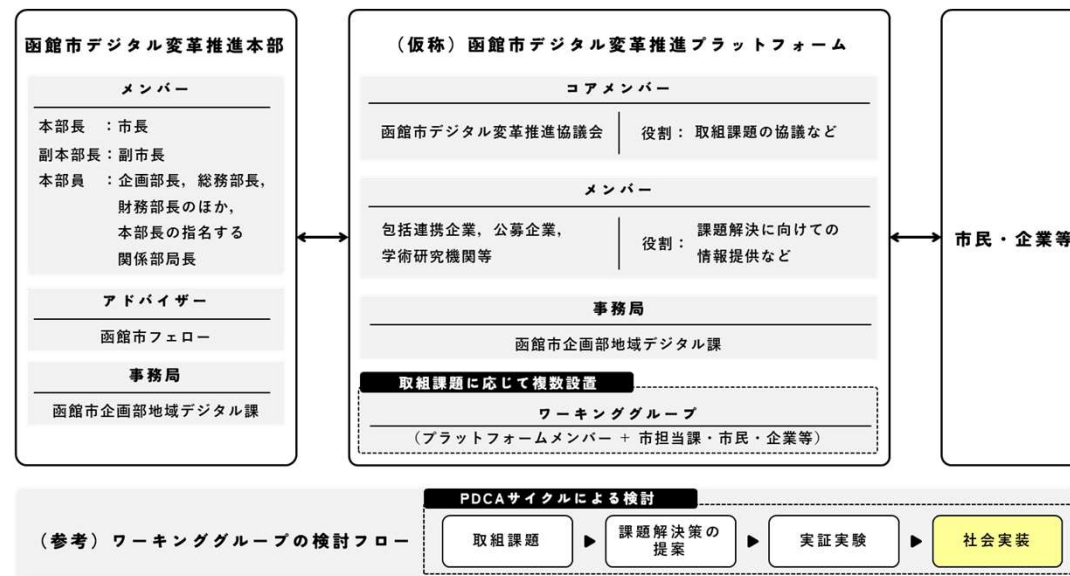 函館市デジタル変革推進本部
メンバー
本部長　：市長
副本部長：副市長
本部員　：企画部長，総務部長，
財務部長のほか，
本部長の指名する
関係部局長
アドバイザー
函館市フェロー
事務局
函館市企画部地域デジタル課
（仮称）函館市デジタル変革推進プラットフォーム
コアメンバー
函館市デジタル変革推進協議会
役割： 取組課題の協議など
メンバー
包括連携企業，公募企業，
学術研究機関等
役割：
課題解決に向けての
情報提供など
事務局
函館市企画部地域デジタル課
取組課題に応じて複数設置
ワーキンググループ
（プラットフォームメンバー + 市担当課・市民・企業等）
市民・企業等
PDCAサイクルによる検討
（参考）ワーキンググループの検討フロー
取組課題
課題解決策の
提案
実証実験
社会実装